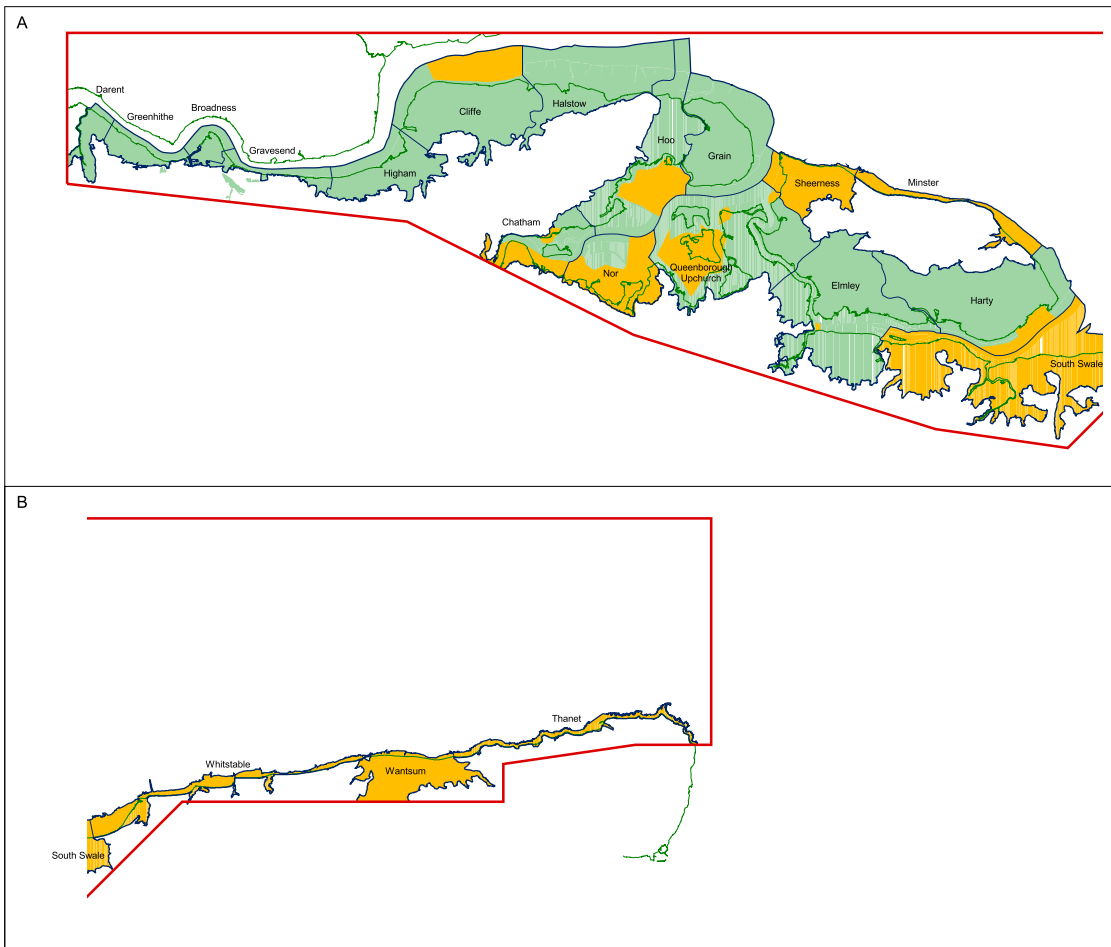 A
Darent
Greenhithe
Broadness
Gravesend
Higham
Cliffe
Halstow
Hoo
Grain
Sheerness
Minster
Chatham
Nor
Queenborough
Upchurch
Elmley
Harty
South Swale
B
Thanet
Whitstable
Wantsum
South Swale